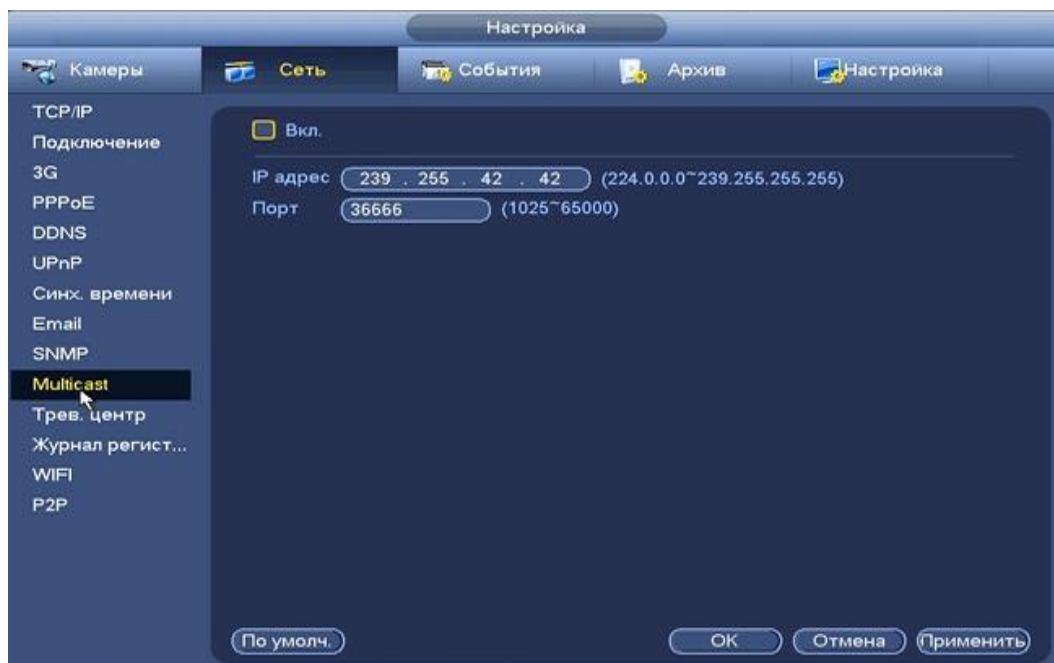 Настройка
Камеры
Сеть
События
Архив
Настройка
TCP/IP
Подключение
3G
PPPoE
DDNS
UPnP
Синх. времени
Email
SNMP
Multicast
Трев. центр
Журнал регист...
WIFI
P2P
Вкл.
IP адрес 239 . 255 . 42 . 42 (224.0.0.0~239.255.255.255)
Порт 36666 (1025~65000)
По умолч. OK Отмена Применить